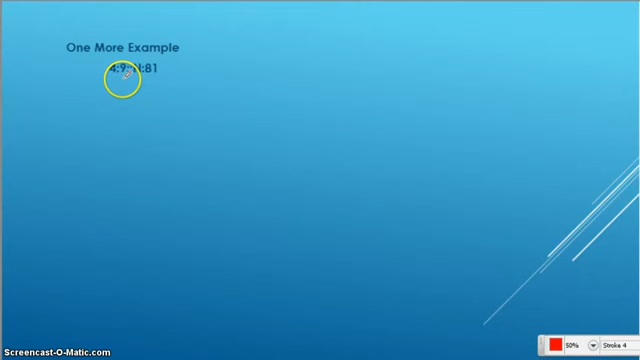 One More Example
4:9::N:81
Screencast-O-Matic.com
50%
Stroke 4